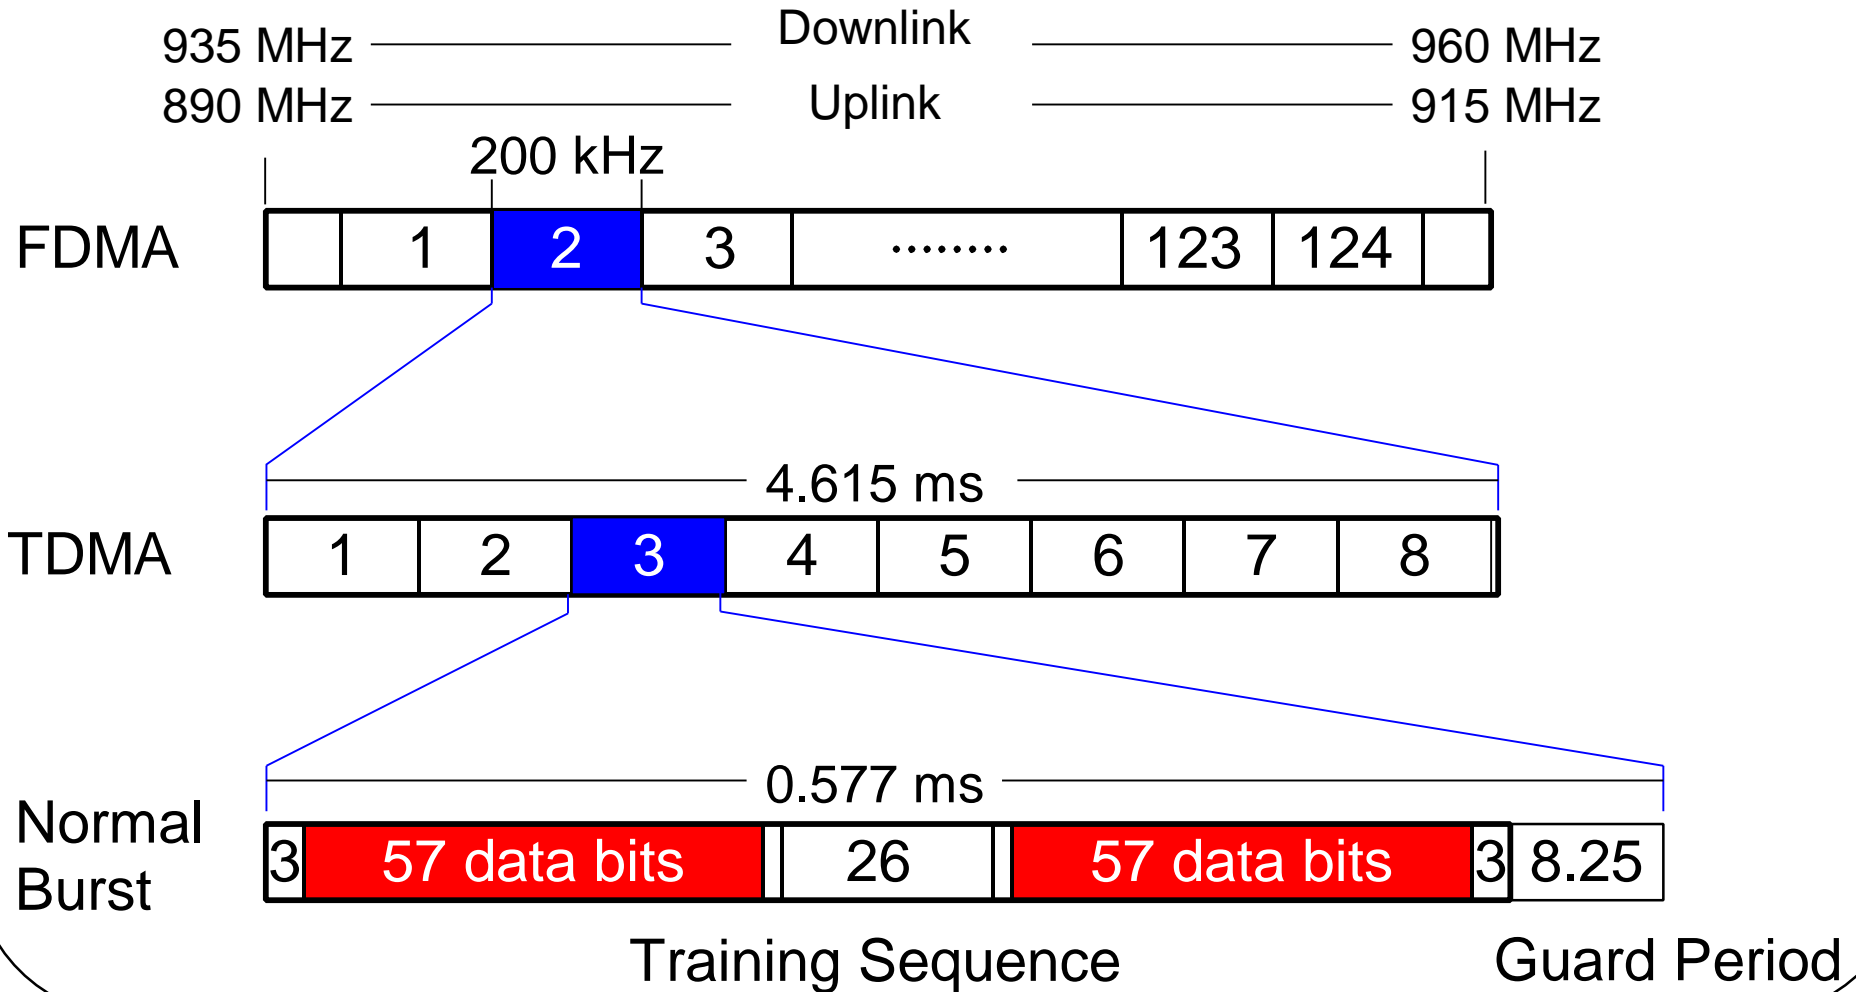 935 MHz Downlink 960 MHz
890 MHz Uplink 915 MHz
200 kHz
FDMA 1 2 3 ........ 123 124
4.615 ms
TDMA 1 2 3 4 5 6 7 8
0.577 ms
Normal
Burst
3 57 data bits 26 57 data bits 3 8.25
Training Sequence Guard Period